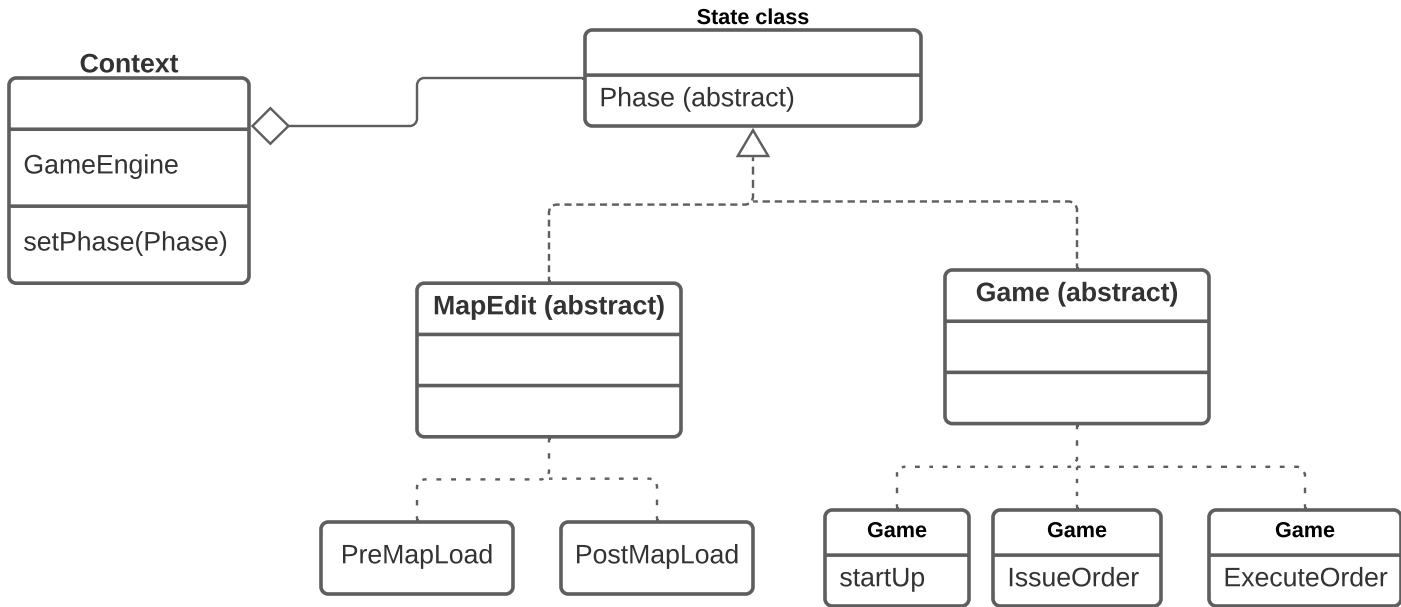 State class
Phase (abstract)
Context
GameEngine
setPhase(Phase)
MapEdit (abstract)
Game (abstract)
PreMapLoad
PostMapLoad
Game
startUp
Game
IssueOrder
Game
ExecuteOrder